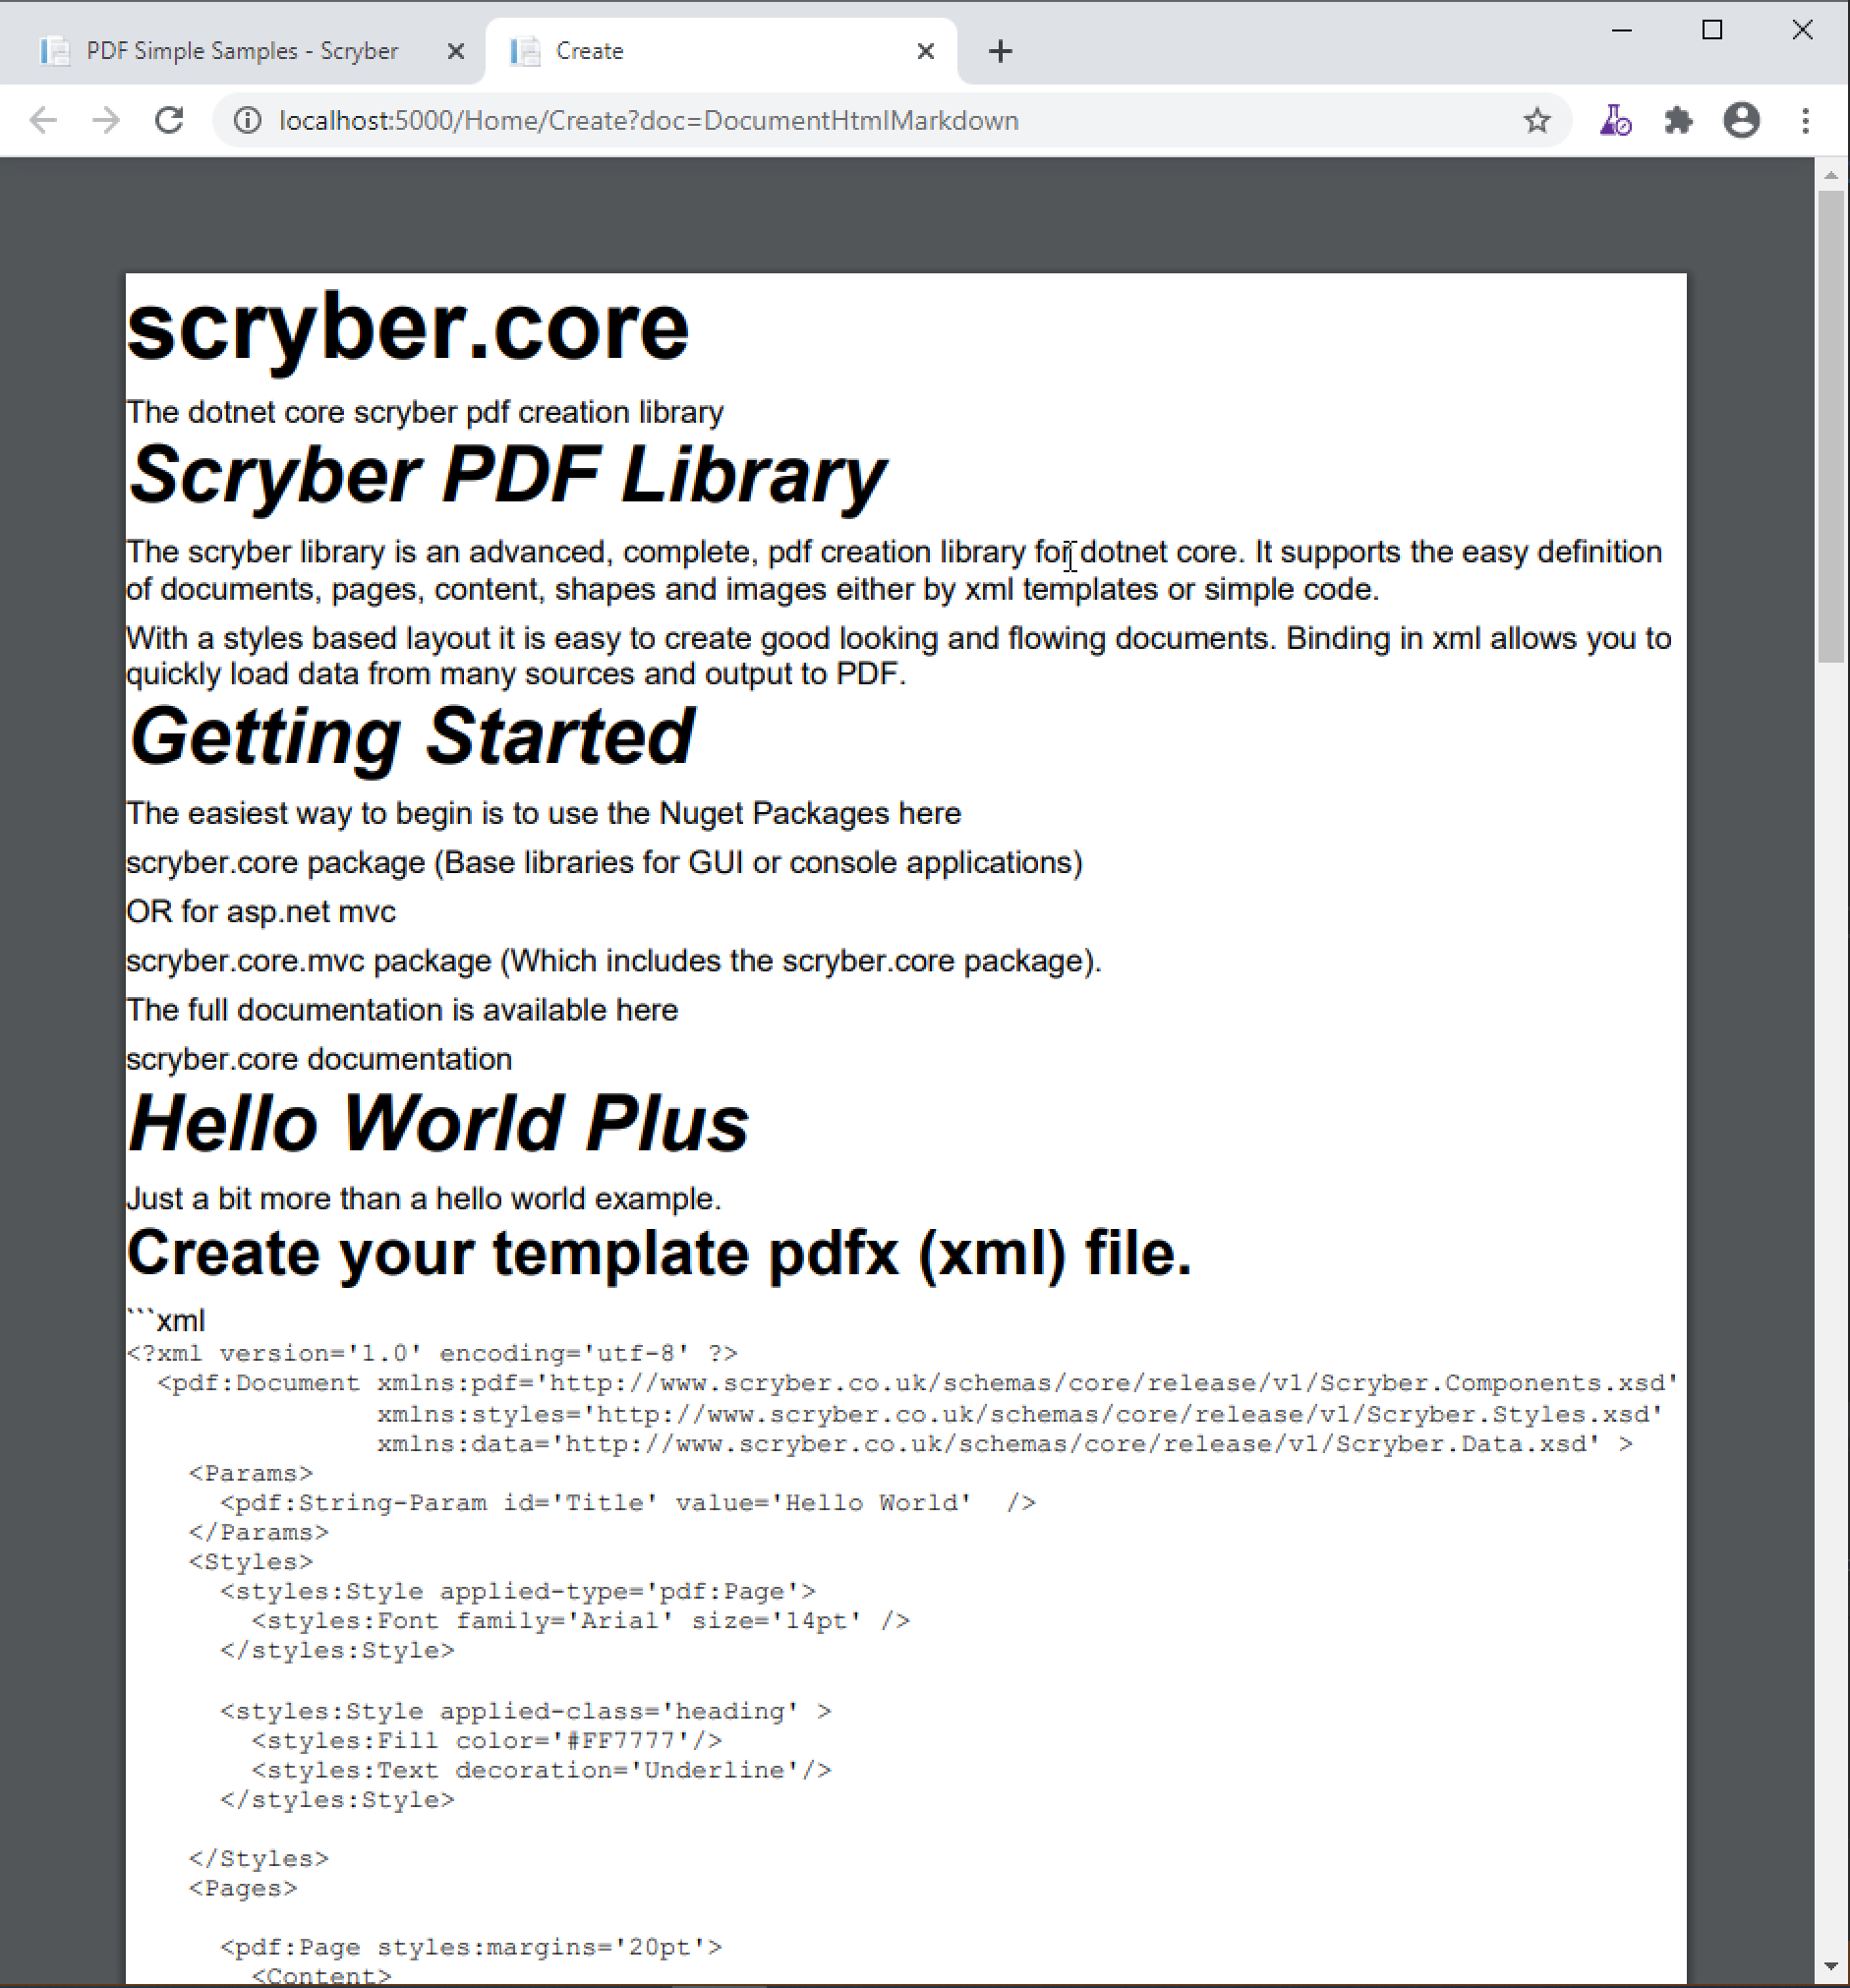 PDF Simple Samples - Scryber
Create
localhost:5000/Home/Create?doc=DocumentHtmlMarkdown
scryber.core
The dotnet core scryber pdf creation library
Scryber PDF Library
The scryber library is an advanced, complete, pdf creation library for dotnet core. It supports the easy definition
of documents, pages, content, shapes and images either by xml templates or simple code.
With a styles based layout it is easy to create good looking and flowing documents. Binding in xml allows you to
quickly load data from many sources and output to PDF.
Getting Started
The easiest way to begin is to use the Nuget Packages here
scryber.core package (Base libraries for GUI or console applications)
OR for asp.net mvc
scryber.core.mvc package (Which includes the scryber.core package).
The full documentation is available here
scryber.core documentation
Hello World Plus
Just a bit more than a hello world example.
Create your template pdfx (xml) file.
```xml
<?xml version='1.0' encoding='utf-8' ?>
  <pdf:Document xmlns:pdf='http://www.scryber.co.uk/schemas/core/release/v1/Scryber.Components.xsd'
                xmlns:styles='http://www.scryber.co.uk/schemas/core/release/v1/Scryber.Styles.xsd'
                xmlns:data='http://www.scryber.co.uk/schemas/core/release/v1/Scryber.Data.xsd' >
    <Params>
      <pdf:String-Param id='Title' value='Hello World'  />
    </Params>
    <Styles>
      <styles:Style applied-type='pdf:Page'>
        <styles:Font family='Arial' size='14pt' />
      </styles:Style>
      <styles:Style applied-class='heading' >
        <styles:Fill color='#FF7777'/>
        <styles:Text decoration='Underline'/>
      </styles:Style>
    </Styles>
    <Pages>
      <pdf:Page styles:margins='20pt'>
        <Content>